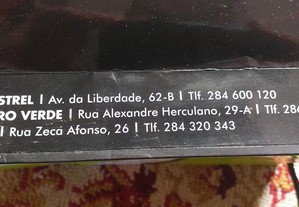 STREL | Av. da Liberdade, 62-B | Tlf. 284 600 120
RO VERDE | Rua Alexandre Herculano, 29-A | Tlf. 28
| Rua Zeca Afonso, 26 | Tlf. 284 320 343